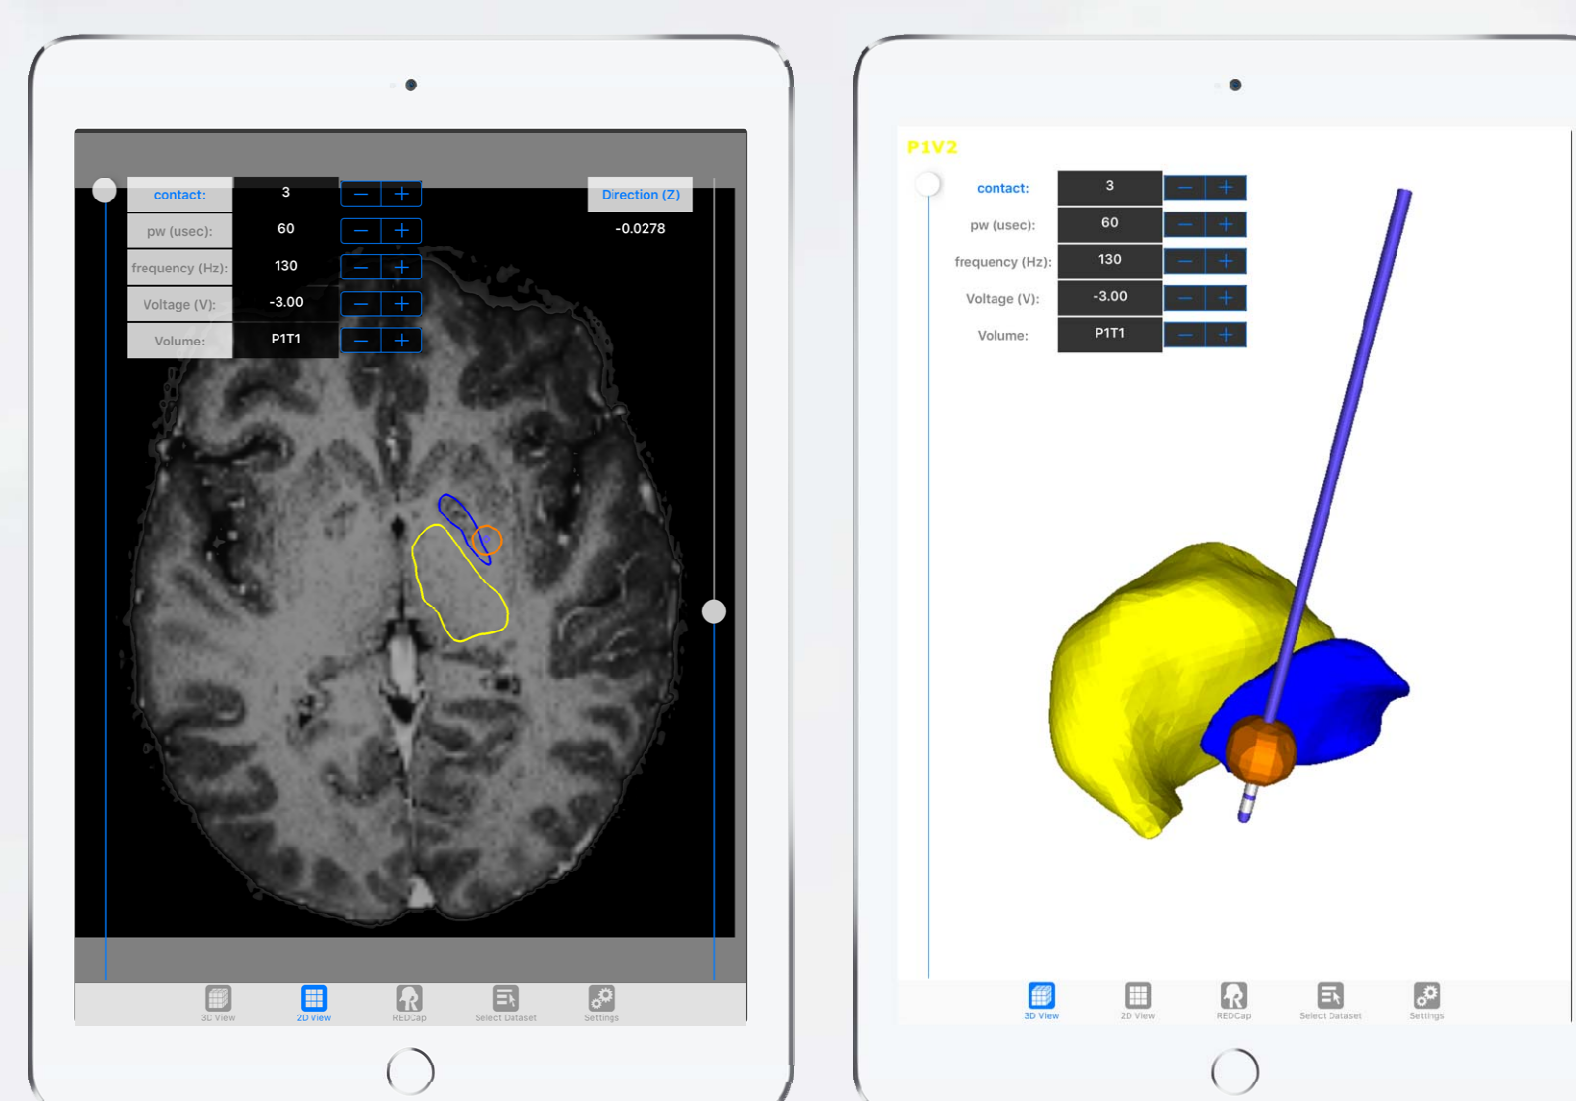 contact: 3 − +
Direction (Z)
pw (usec): 60 − +
-0.0278
frequency (Hz): 130 − +
Voltage (V): -3.00 − +
Volume: P1T1 − +
3D View 2D View REDCap Select Dataset Settings
P1V2
contact: 3 − +
pw (usec): 60 − +
frequency (Hz): 130 − +
Voltage (V): -3.00 − +
Volume: P1T1 − +
3D View 2D View REDCap Select Dataset Settings